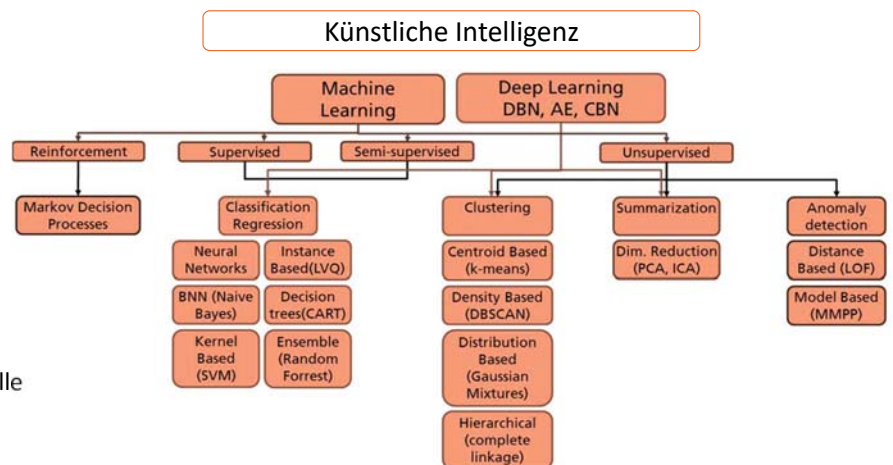 Künstliche Intelligenz
Machine
Learning
Deep Learning
DBN, AE, CBN
Reinforcement
Supervised
Semi-supervised
Unsupervised
Markov Decision
Processes
Classification
Regression
Clustering
Summarization
Anomaly
detection
Neural
Networks
Instance
Based(LVQ)
Centroid Based
(k-means)
Dim. Reduction
(PCA, ICA)
Distance
Based (LOF)
BNN (Naive
Bayes)
Decision
trees(CART)
Density Based
(DBSCAN)
Model Based
(MMPP)
Kernel
Based
(SVM)
Ensemble
(Random
Forrest)
Distribution
Based
(Gaussian
Mixtures)
lle
Hierarchical
(complete
linkage)